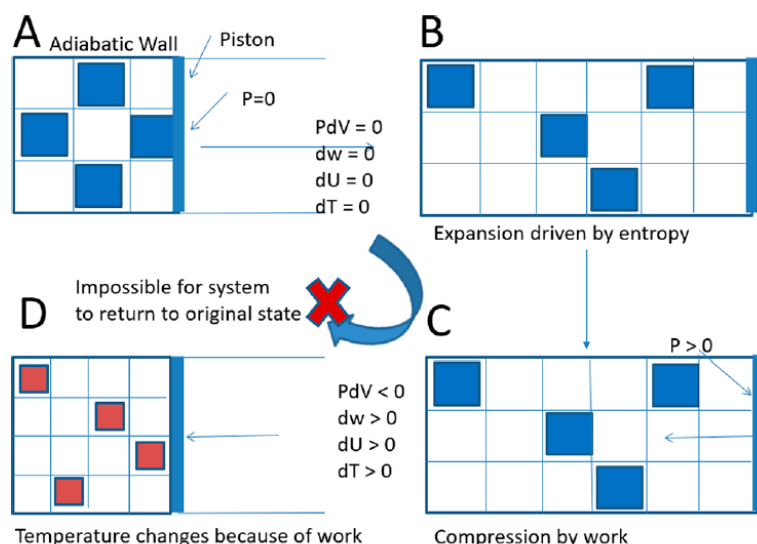 A
Adiabatic Wall
Piston
P=0
PdV = 0
dw = 0
dU = 0
dT = 0
B
Expansion driven by entropy
Impossible for system
to return to original state
D
PdV < 0
dw > 0
dU > 0
dT > 0
Temperature changes because of work
C
P > 0
Compression by work